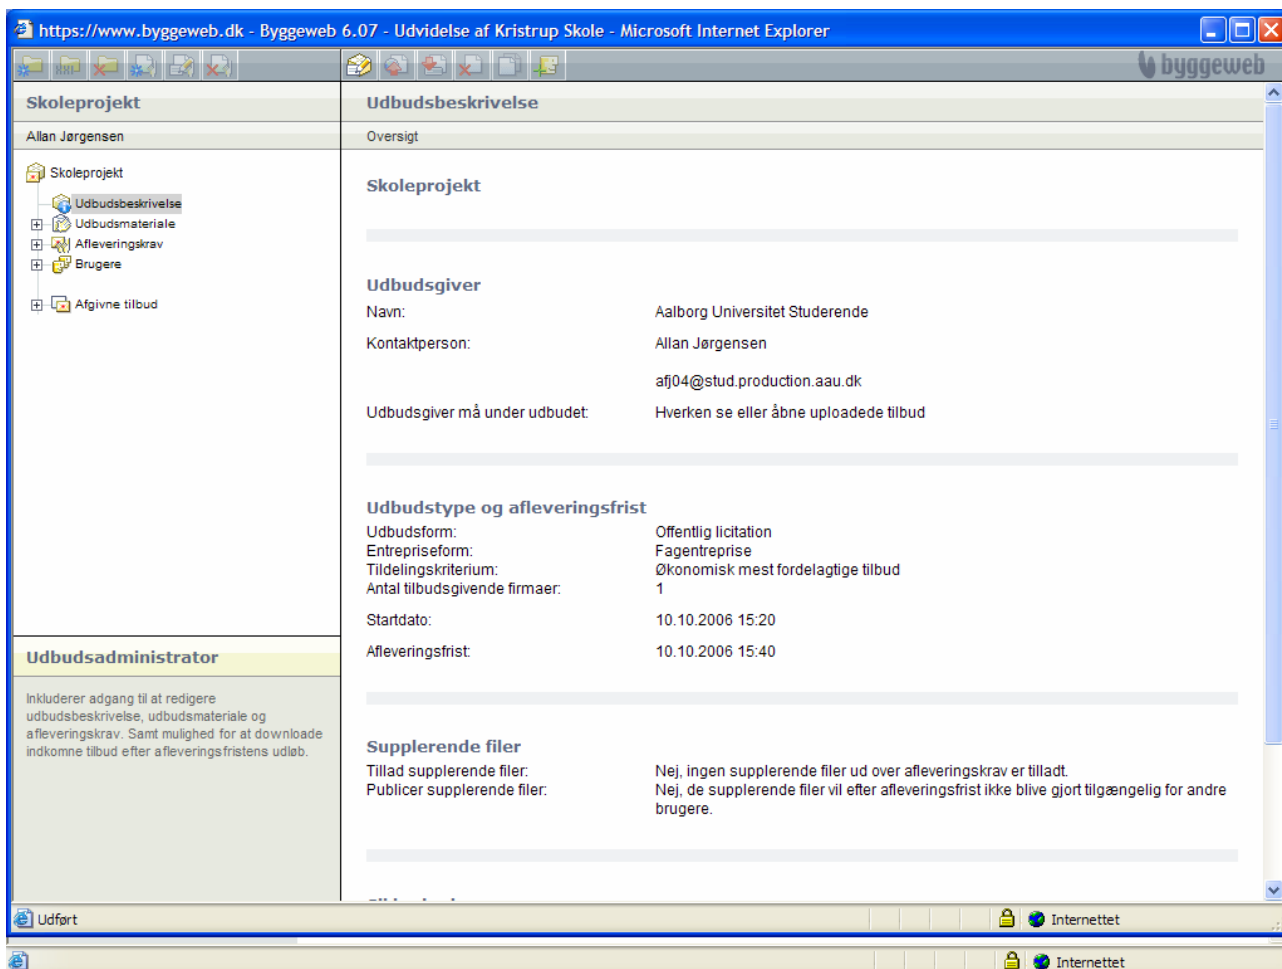 https://www.byggeweb.dk - Byggeweb 6.07 - Udvidelse af Kristrup Skole - Microsoft Internet Explorer
byggeweb
Skoleprojekt
Allan Jørgensen
Skoleprojekt
Udbudsbeskrivelse
Udbudsmateriale
Afleveringskrav
Brugere
Afgivne tilbud
Udbudsadministrator
Inkluderer adgang til at redigere
udbudsbeskrivelse, udbudsmateriale og
afleveringskrav. Samt mulighed for at downloade
indkomne tilbud efter afleveringsfristens udløb.
Udbudsbeskrivelse
Oversigt
Skoleprojekt
Udbudsgiver
Navn: Aalborg Universitet Studerende
Kontaktperson: Allan Jørgensen
afj04@stud.production.aau.dk
Udbudsgiver må under udbudet: Hverken se eller åbne uploadede tilbud
Udbudstype og afleveringsfrist
Udbudsform: Offentlig licitation
Entrepriseform: Fagentreprise
Tildelingskriterium: Økonomisk mest fordelagtige tilbud
Antal tilbudsgivende firmaer: 1
Startdato: 10.10.2006 15:20
Afleveringsfrist: 10.10.2006 15:40
Supplerende filer
Tillad supplerende filer: Nej, ingen supplerende filer ud over afleveringskrav er tilladt.
Publicer supplerende filer: Nej, de supplerende filer vil efter afleveringsfrist ikke blive gjort tilgængelig for andre
brugere.
Udført
Internettet
Internettet